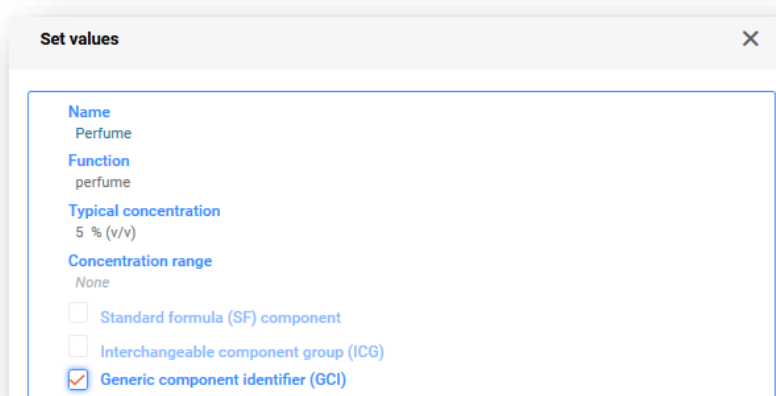 Set values
Name
Perfume
Function
perfume
Typical concentration
5 % (v/v)
Concentration range
None
Standard formula (SF) component
Interchangeable component group (ICG)
Generic component identifier (GCI)